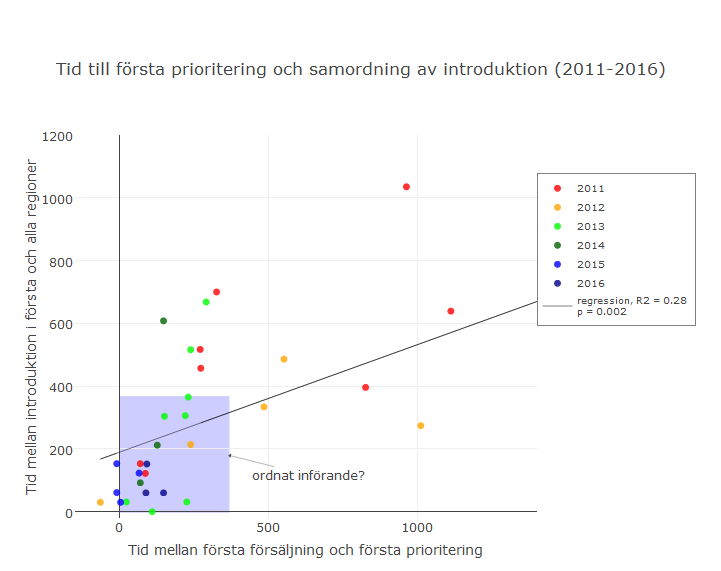 Tid till första prioritering och samordning av introduktion (2011-2016)
Tid mellan introduktion i första och alla regioner
1200
1000
800
600
400
200
0
0
500
1000
Tid mellan första försäljning och första prioritering
ordnat införande?
2011
2012
2013
2014
2015
2016
regression, R2 = 0.28
p = 0.002